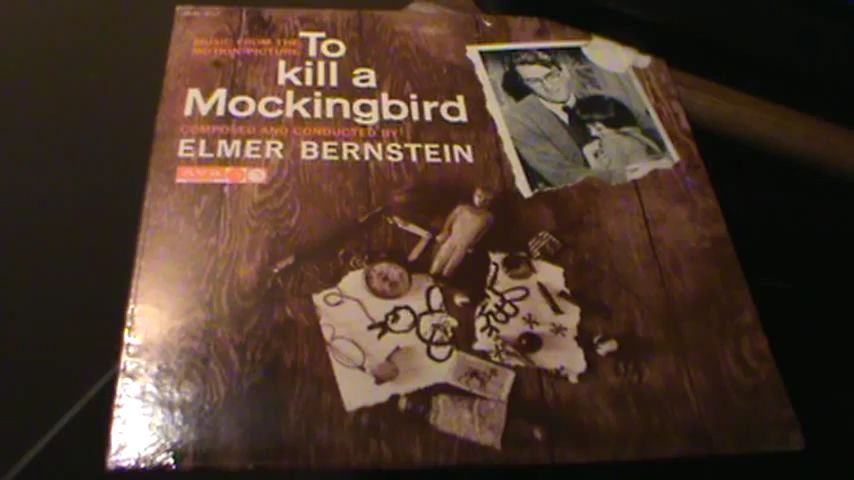 MUSIC FROM THE
MOTION PICTURE
To
kill a
Mockingbird
COMPOSED AND CONDUCTED BY
ELMER BERNSTEIN